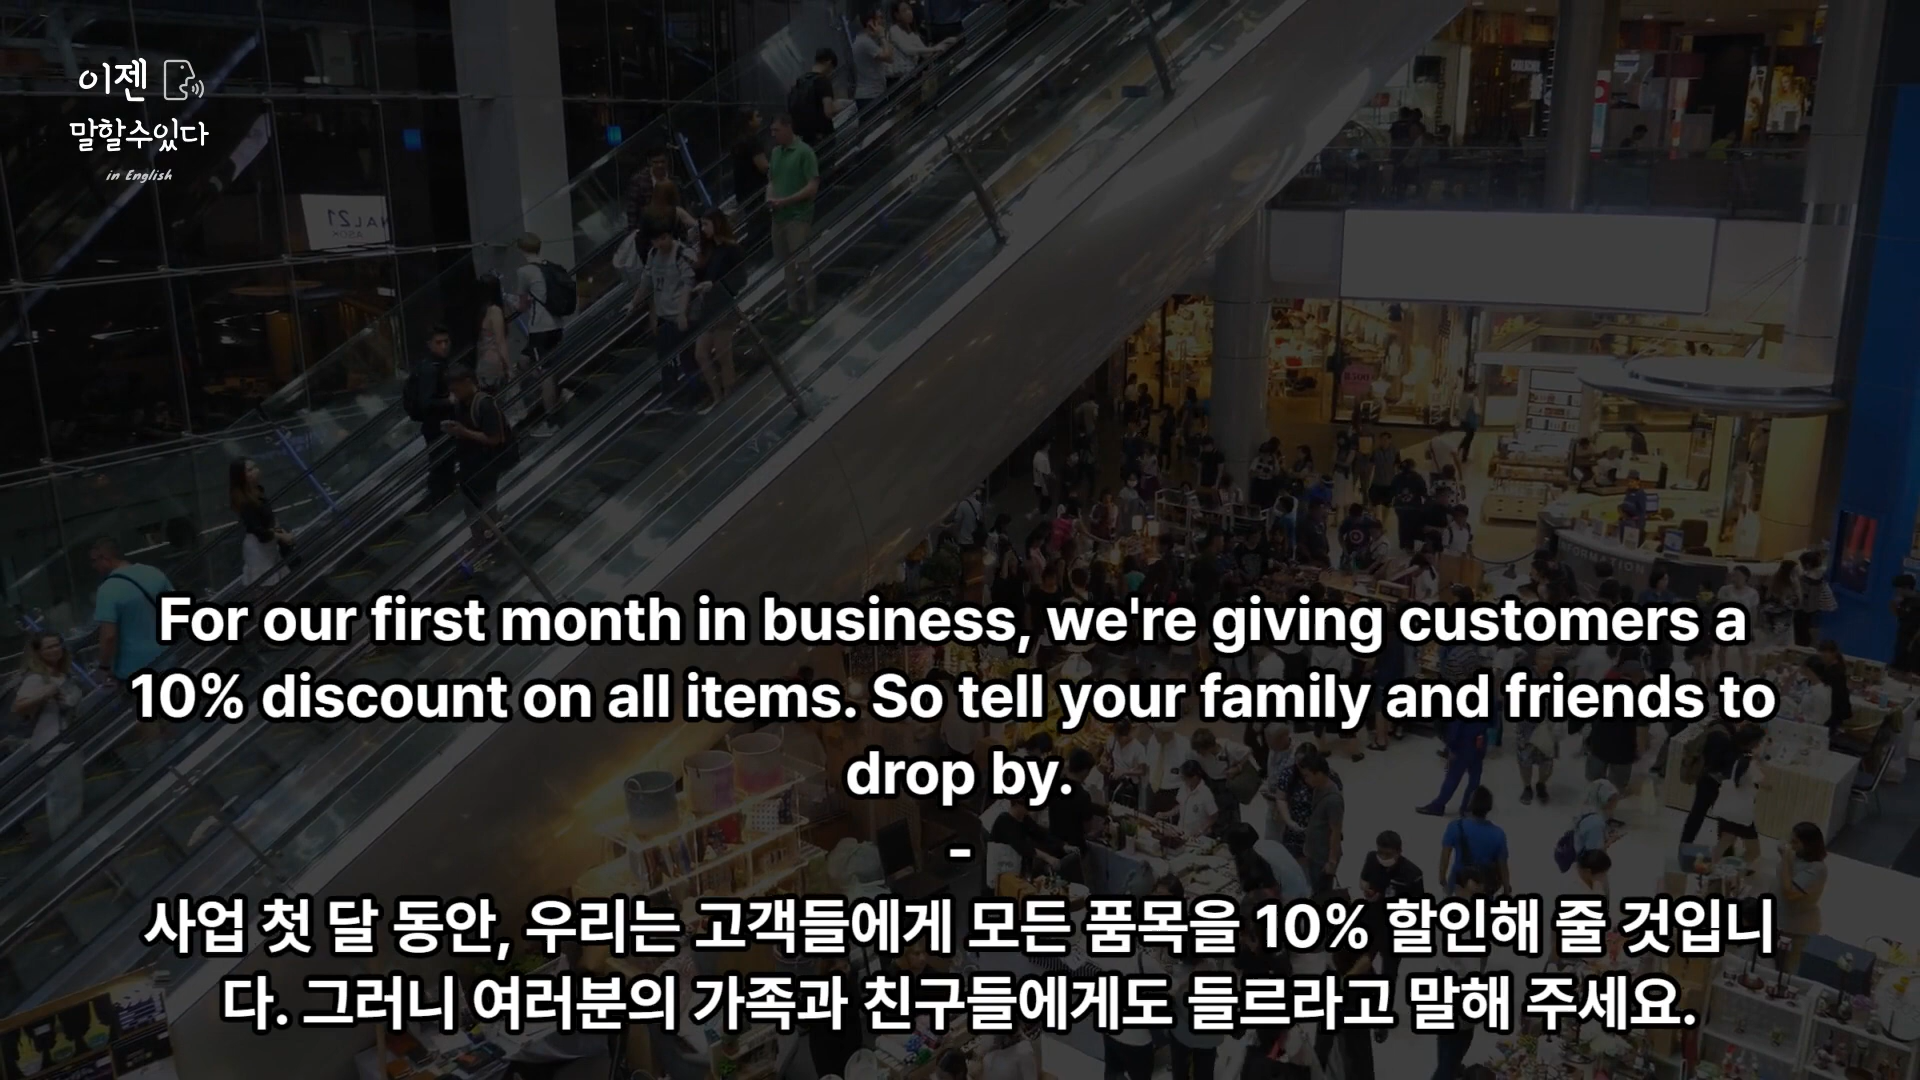 이젠
말할수있다
in English
NAL21
ASOK
INFORMATION
For our first month in business, we're giving customers a
10% discount on all items. So tell your family and friends to
drop by.
-
사업 첫 달 동안, 우리는 고객들에게 모든 품목을 10% 할인해 줄 것입니
다. 그러니 여러분의 가족과 친구들에게도 들르라고 말해 주세요.